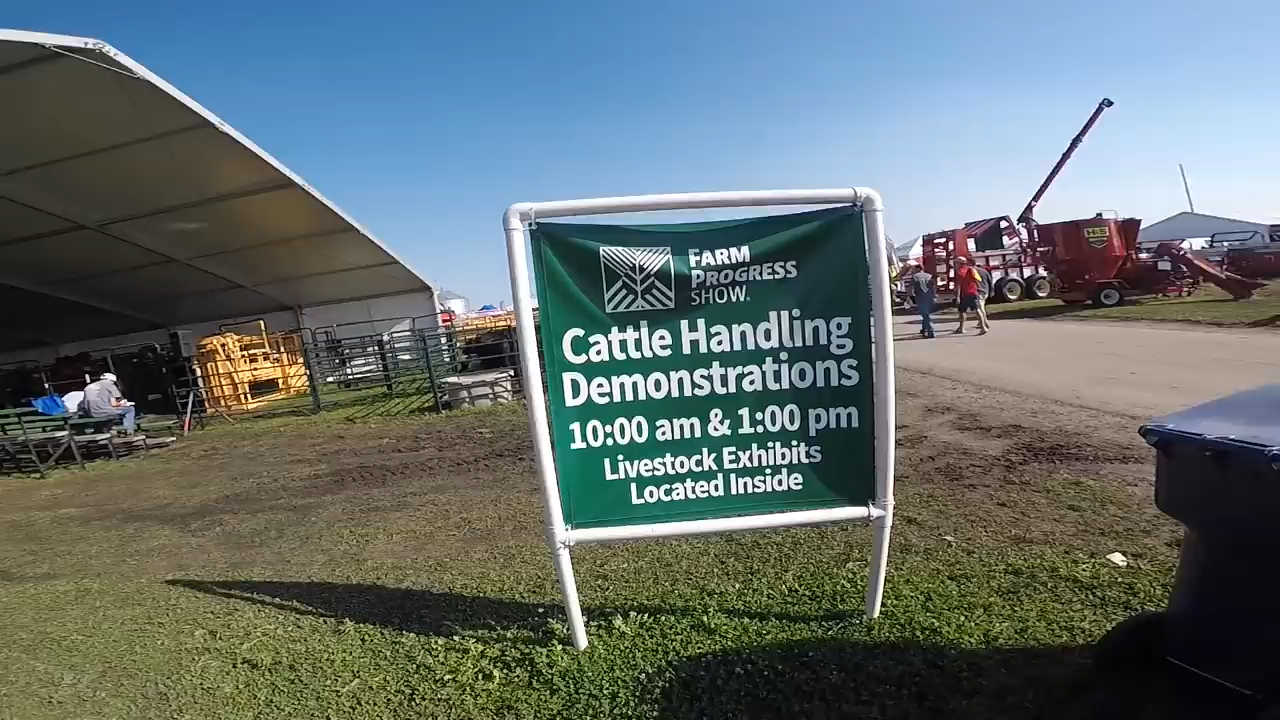 FARM
PROGRESS
SHOW.
Cattle Handling
Demonstrations
10:00 am & 1:00 pm
Livestock Exhibits
Located Inside
H&S